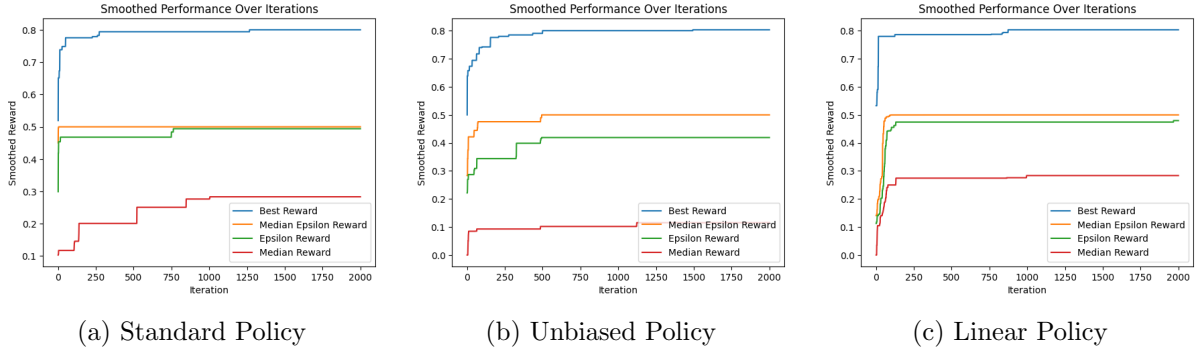 Smoothed Performance Over Iterations
Smoothed Reward
0.8
0.7
0.6
0.5
0.4
0.3
0.2
0.1
0
250
500
750
1000
1250
1500
1750
2000
Iteration
Best Reward
Median Epsilon Reward
Epsilon Reward
Median Reward
(a) Standard Policy
Smoothed Performance Over Iterations
Smoothed Reward
0.8
0.7
0.6
0.5
0.4
0.3
0.2
0.1
0.0
0
250
500
750
1000
1250
1500
1750
2000
Iteration
Best Reward
Median Epsilon Reward
Epsilon Reward
Median Reward
(b) Unbiased Policy
Smoothed Performance Over Iterations
Smoothed Reward
0.8
0.7
0.6
0.5
0.4
0.3
0.2
0.1
0.0
0
250
500
750
1000
1250
1500
1750
2000
Iteration
Best Reward
Median Epsilon Reward
Epsilon Reward
Median Reward
(c) Linear Policy